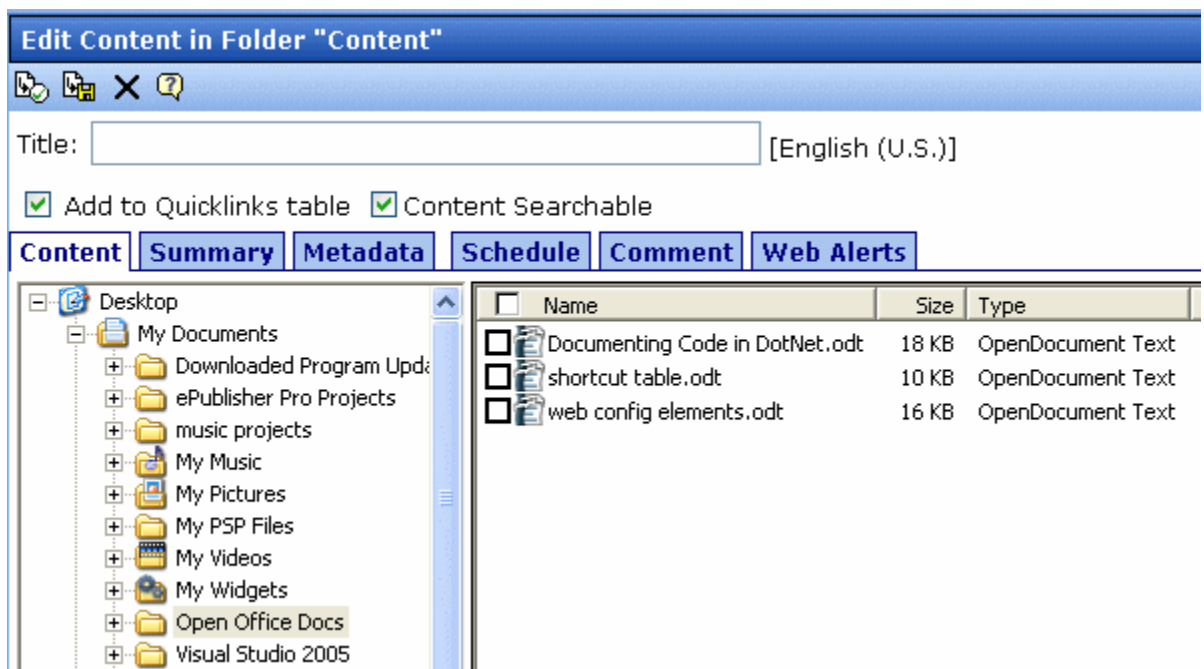 Edit Content in Folder "Content"
Title: [English (U.S.)]
Add to Quicklinks table Content Searchable
Content Summary Metadata Schedule Comment Web Alerts
Desktop
My Documents
Downloaded Program Upda
ePublisher Pro Projects
music projects
My Music
My Pictures
My PSP Files
My Videos
My Widgets
Open Office Docs
Visual Studio 2005
Name Size Type
Documenting Code in DotNet.odt 18 KB OpenDocument Text
shortcut table.odt 10 KB OpenDocument Text
web config elements.odt 16 KB OpenDocument Text